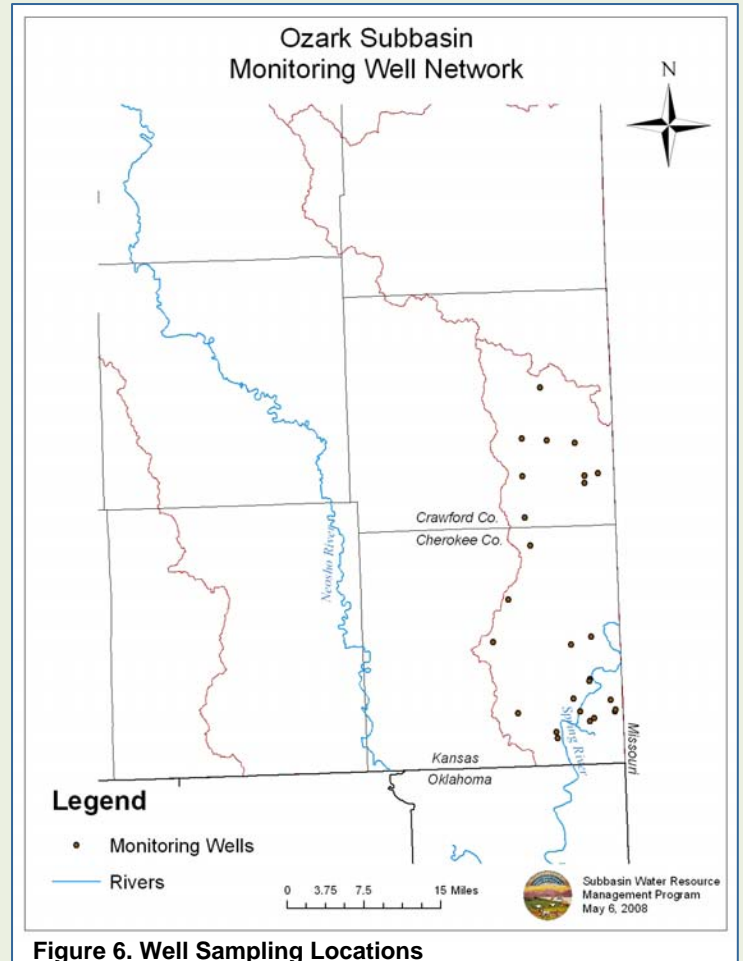 Ozark Subbasin
Monitoring Well Network
N
Crawford Co.
Cherokee Co.
Neosho River
Spring River
Missouri
Kansas
Oklahoma
Legend
Monitoring Wells
Rivers
0 3.75 7.5 15 Miles
Subbasin Water Resource
Management Program
May 6, 2008
Figure 6. Well Sampling Locations